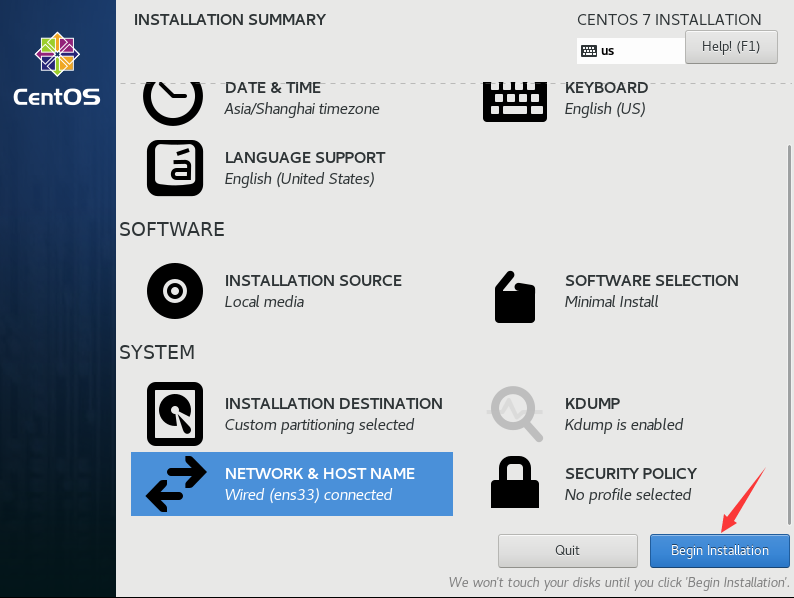 INSTALLATION SUMMARY
CENTOS 7 INSTALLATION
us
Help! (F1)
CentOS
DATE & TIME
Asia/Shanghai timezone
KEYBOARD
English (US)
á
LANGUAGE SUPPORT
English (United States)
SOFTWARE
INSTALLATION SOURCE
Local media
SOFTWARE SELECTION
Minimal Install
SYSTEM
INSTALLATION DESTINATION
Custom partitioning selected
KDUMP
Kdump is enabled
NETWORK & HOST NAME
Wired (ens33) connected
SECURITY POLICY
No profile selected
Quit
Begin Installation
We won't touch your disks until you click 'Begin Installation'.